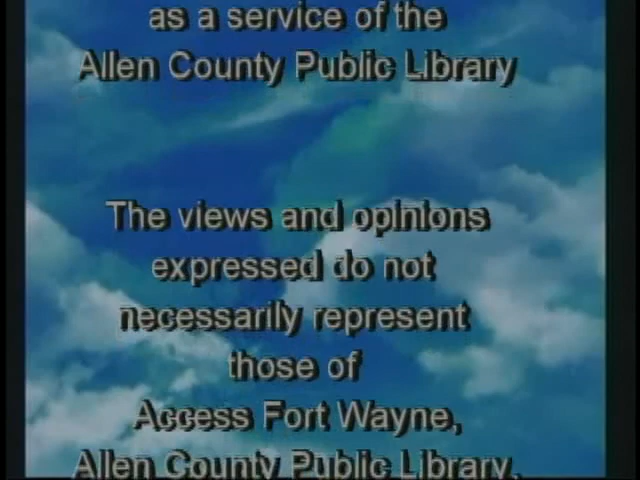 as a service of the
Allen County Public Library
The views and opinions
expressed do not
necessarily represent
those of
Access Fort Wayne,
Allen County Public Library,